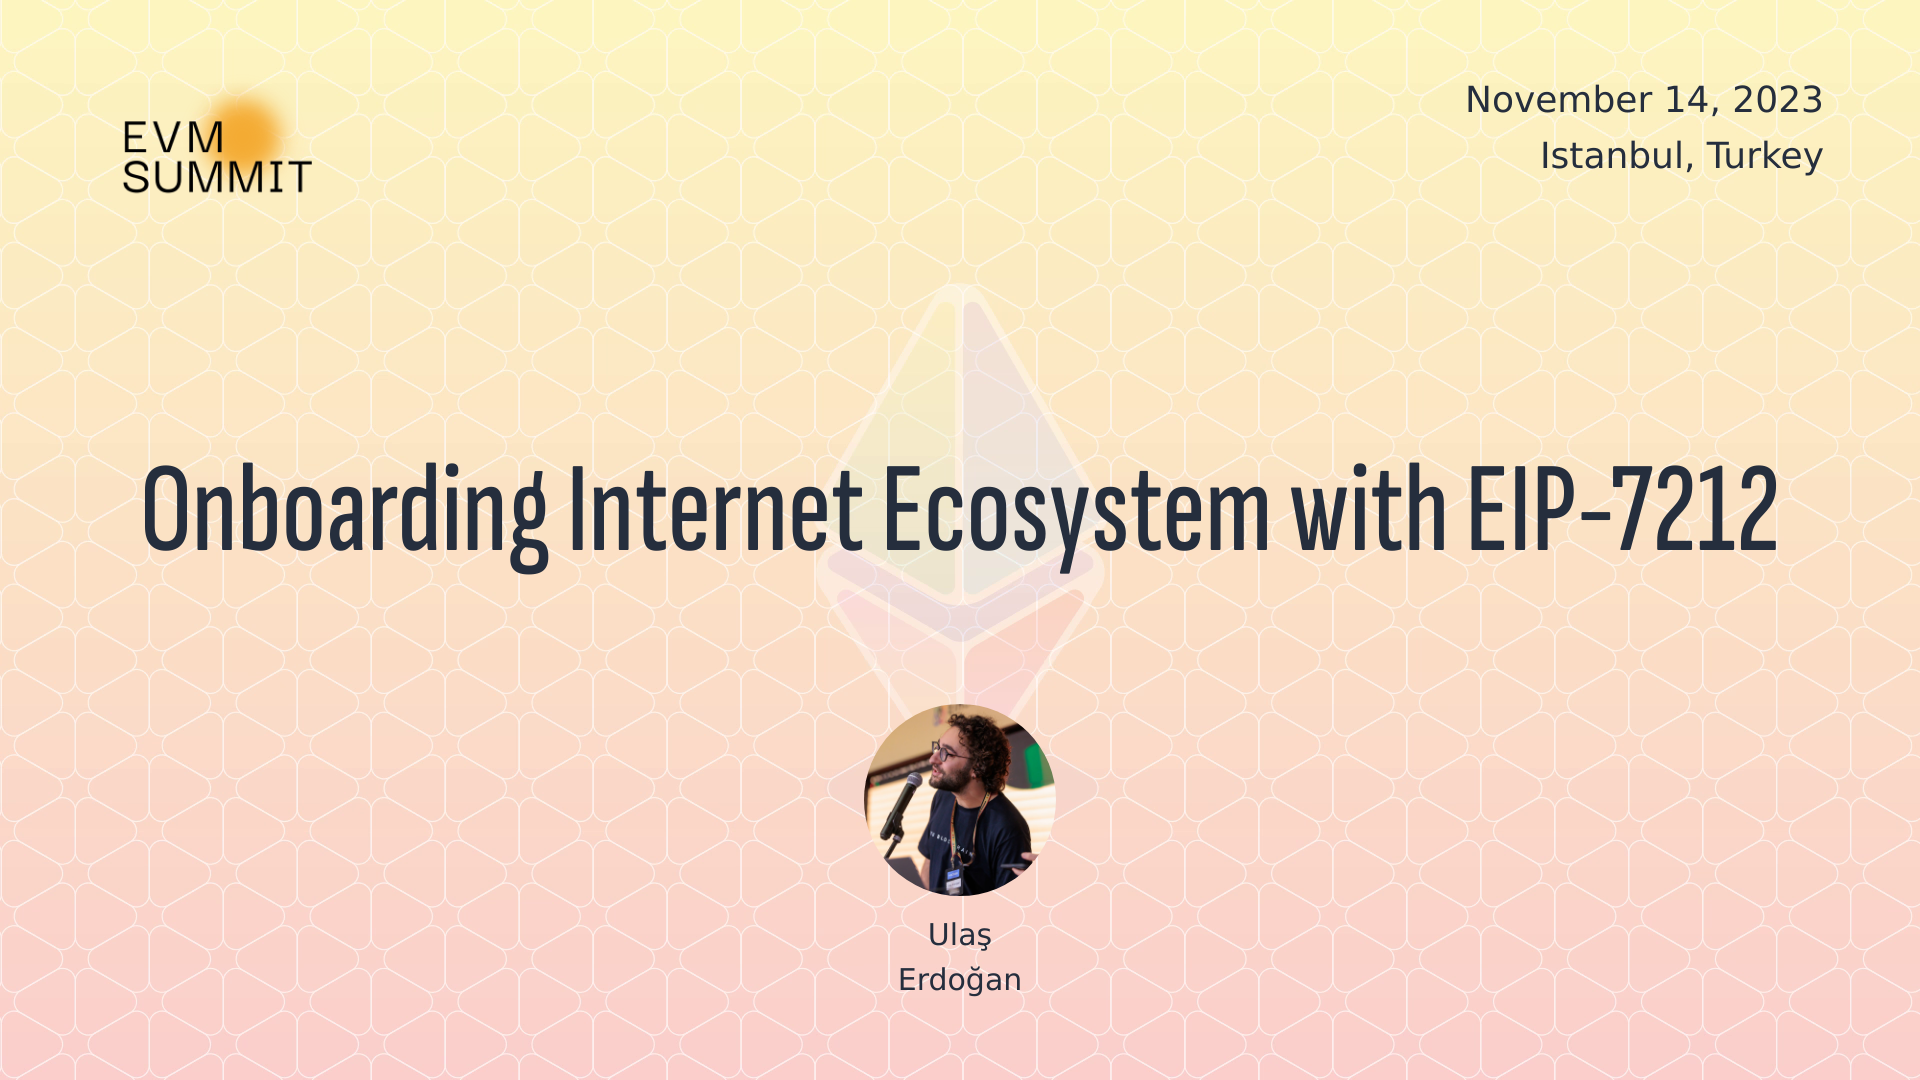 EVM
SUMMIT
November 14, 2023
Istanbul, Turkey
Onboarding Internet Ecosystem with EIP-7212
Ulaş
Erdoğan